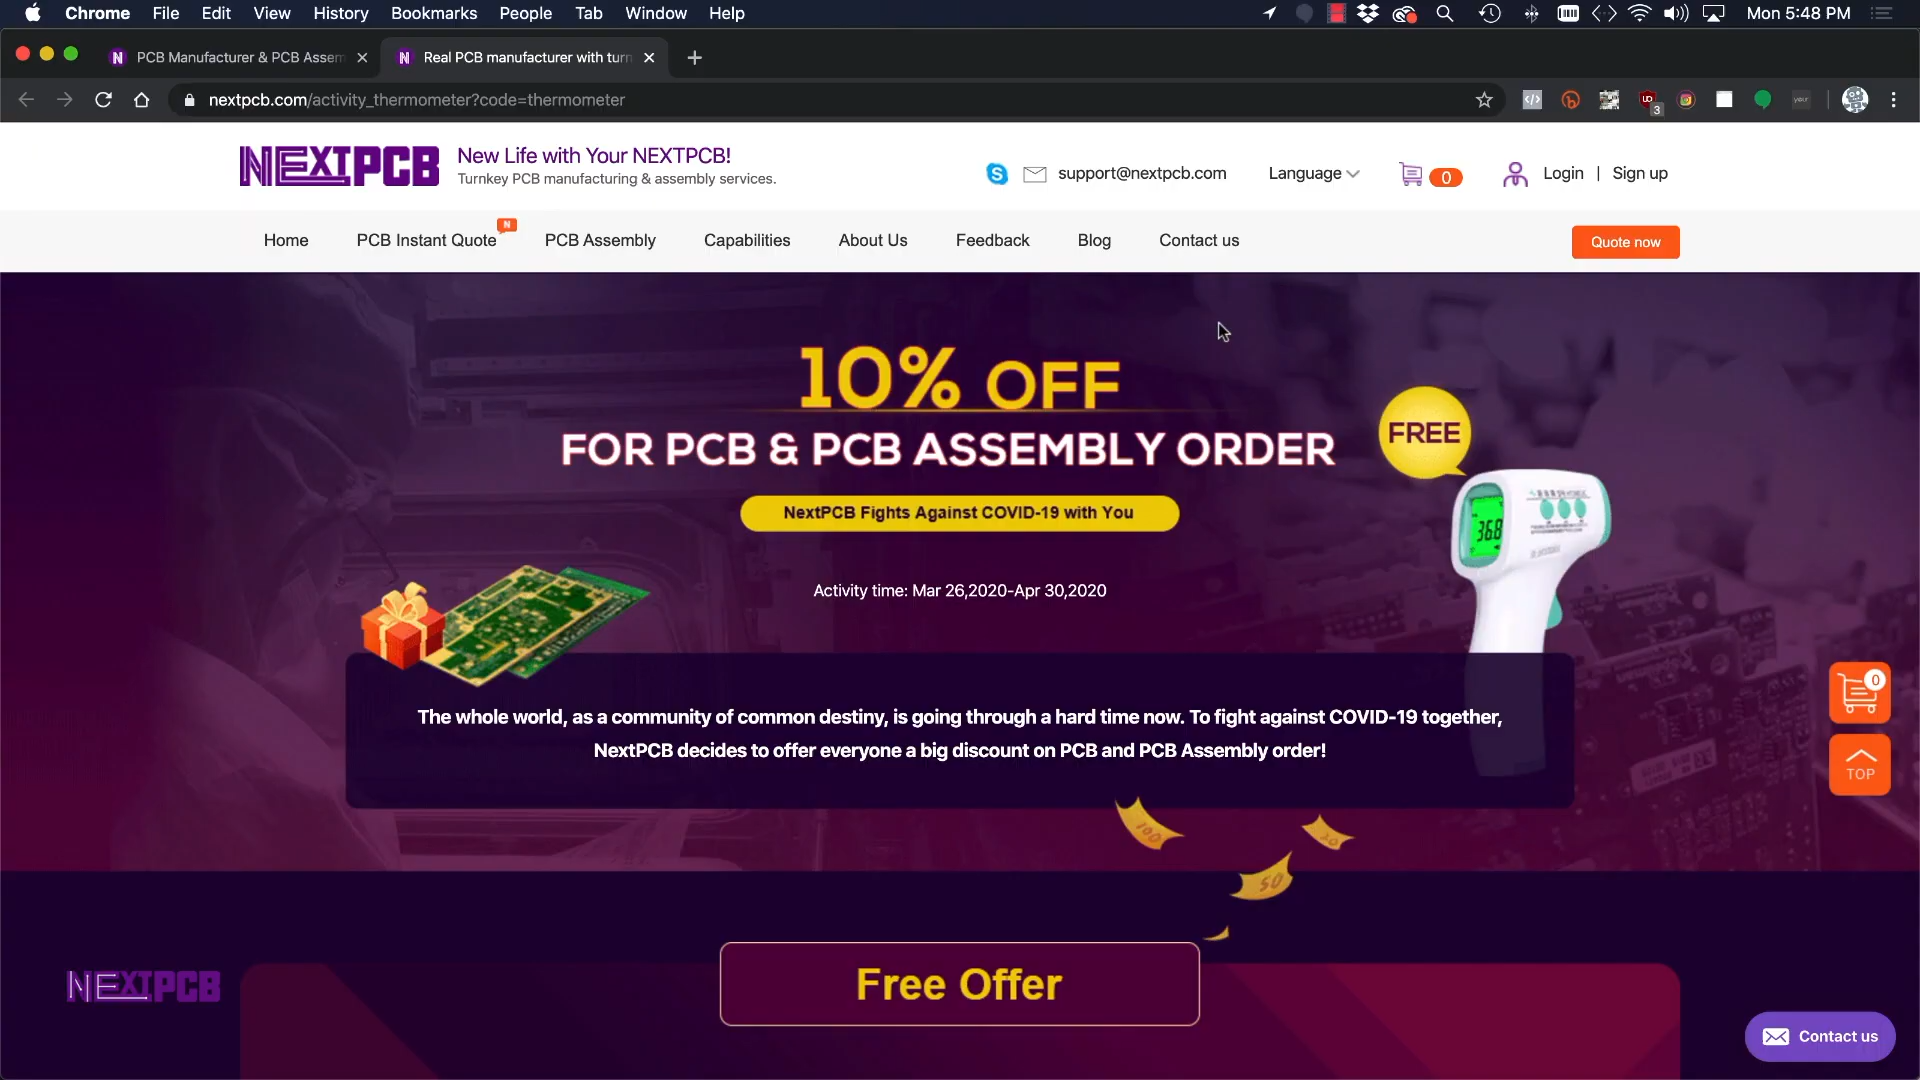 Chrome File Edit View History Bookmarks People Tab Window Help
Mon 5:48 PM
PCB Manufacturer & PCB Assem
Real PCB manufacturer with turn
nextpcb.com/activity_thermometer?code=thermometer
3
NEXTPCB
New Life with Your NEXTPCB!
Turnkey PCB manufacturing & assembly services.
support@nextpcb.com
Language
0
Login | Sign up
Home
PCB Instant Quote
N
PCB Assembly
Capabilities
About Us
Feedback
Blog
Contact us
Quote now
10% OFF
FOR PCB & PCB ASSEMBLY ORDER
FREE
NextPCB Fights Against COVID-19 with You
36.8
Activity time: Mar 26,2020-Apr 30,2020
The whole world, as a community of common destiny, is going through a hard time now. To fight against COVID-19 together,
NextPCB decides to offer everyone a big discount on PCB and PCB Assembly order!
0
TOP
100
50
Free Offer
NEXTPCB
Contact us